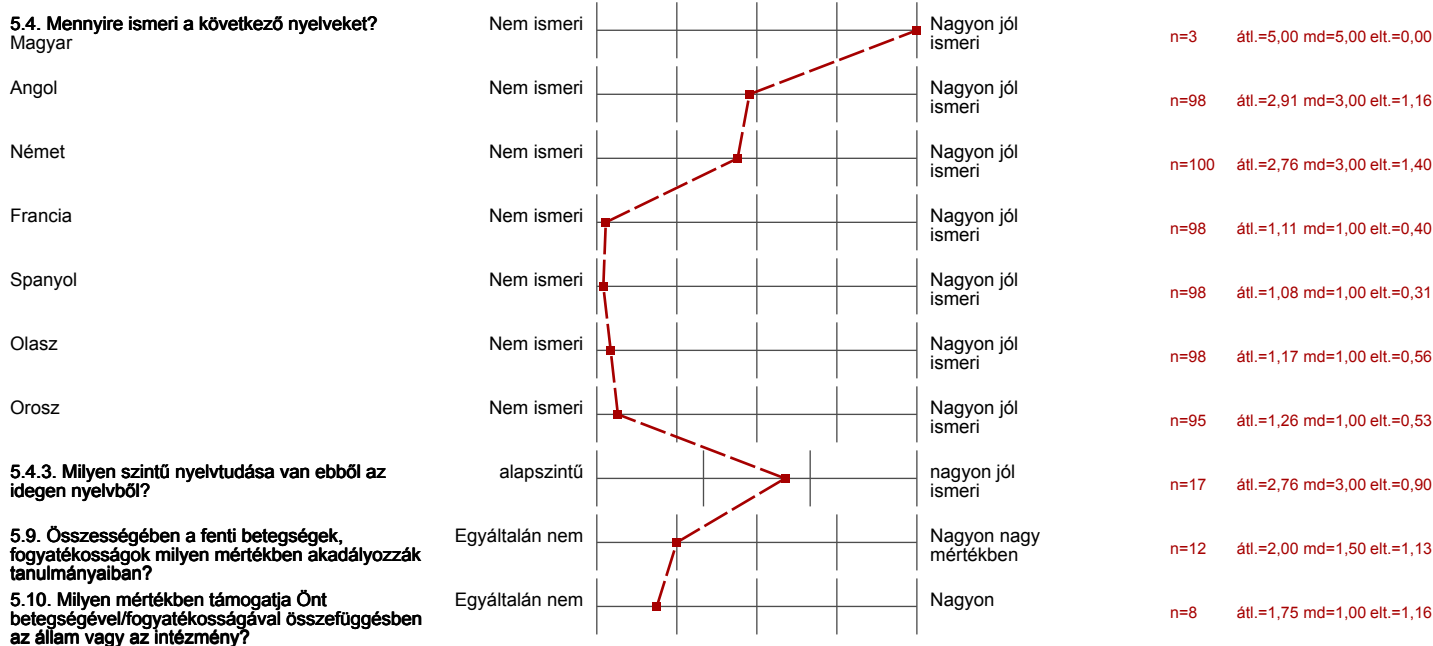 5.4. Mennyire ismeri a következő nyelveket?
Magyar
Nem ismeri
Nagyon jól
ismeri
n=3 átl.=5,00 md=5,00 elt.=0,00
Angol
Nem ismeri
Nagyon jól
ismeri
n=98 átl.=2,91 md=3,00 elt.=1,16
Német
Nem ismeri
Nagyon jól
ismeri
n=100 átl.=2,76 md=3,00 elt.=1,40
Francia
Nem ismeri
Nagyon jól
ismeri
n=98 átl.=1,11 md=1,00 elt.=0,40
Spanyol
Nem ismeri
Nagyon jól
ismeri
n=98 átl.=1,08 md=1,00 elt.=0,31
Olasz
Nem ismeri
Nagyon jól
ismeri
n=98 átl.=1,17 md=1,00 elt.=0,56
Orosz
Nem ismeri
Nagyon jól
ismeri
n=95 átl.=1,26 md=1,00 elt.=0,53
5.4.3. Milyen szintű nyelvtudása van ebből az
idegen nyelvből?
alapszintű
nagyon jól
ismeri
n=17 átl.=2,76 md=3,00 elt.=0,90
5.9. Összességében a fenti betegségek,
fogyatékosságok milyen mértékben akadályozzák
tanulmányaiban?
Egyáltalán nem
Nagyon nagy
mértékben
n=12 átl.=2,00 md=1,50 elt.=1,13
5.10. Milyen mértékben támogatja Önt
betegségével/fogyatékosságával összefüggésben
az állam vagy az intézmény?
Egyáltalán nem
Nagyon
n=8 átl.=1,75 md=1,00 elt.=1,16